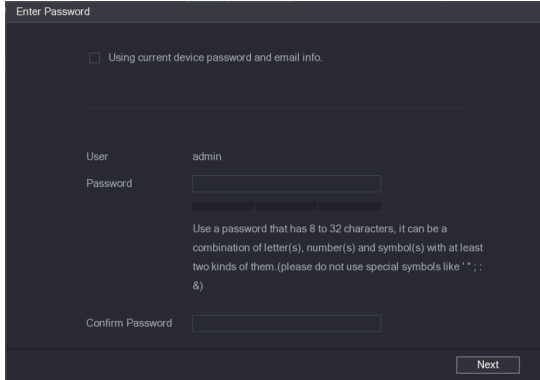 Enter Password
Using current device password and email info.
User admin
Password
Use a password that has 8 to 32 characters, it can be a
combination of letter(s), number(s) and symbol(s) with at least
two kinds of them.(please do not use special symbols like ' " ; :
&)
Confirm Password
Next